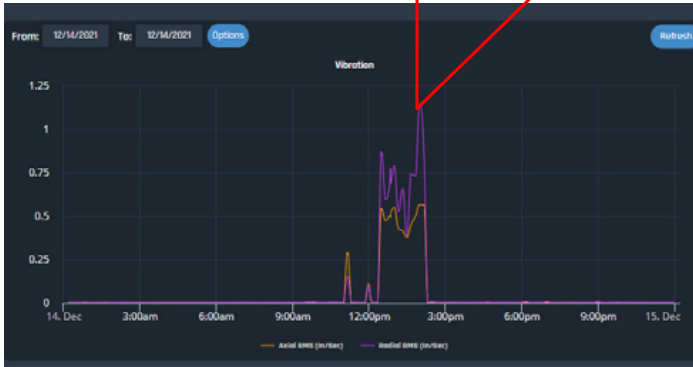 From: 12/14/2021 To: 12/14/2021 Options Refresh
Vibration
1.25
1
0.75
0.5
0.25
0
14. Dec 3:00am 6:00am 9:00am 12:00pm 3:00pm 6:00pm 9:00pm 15. Dec
Axial RMS (In/Sec) Radial RMS (In/Sec)